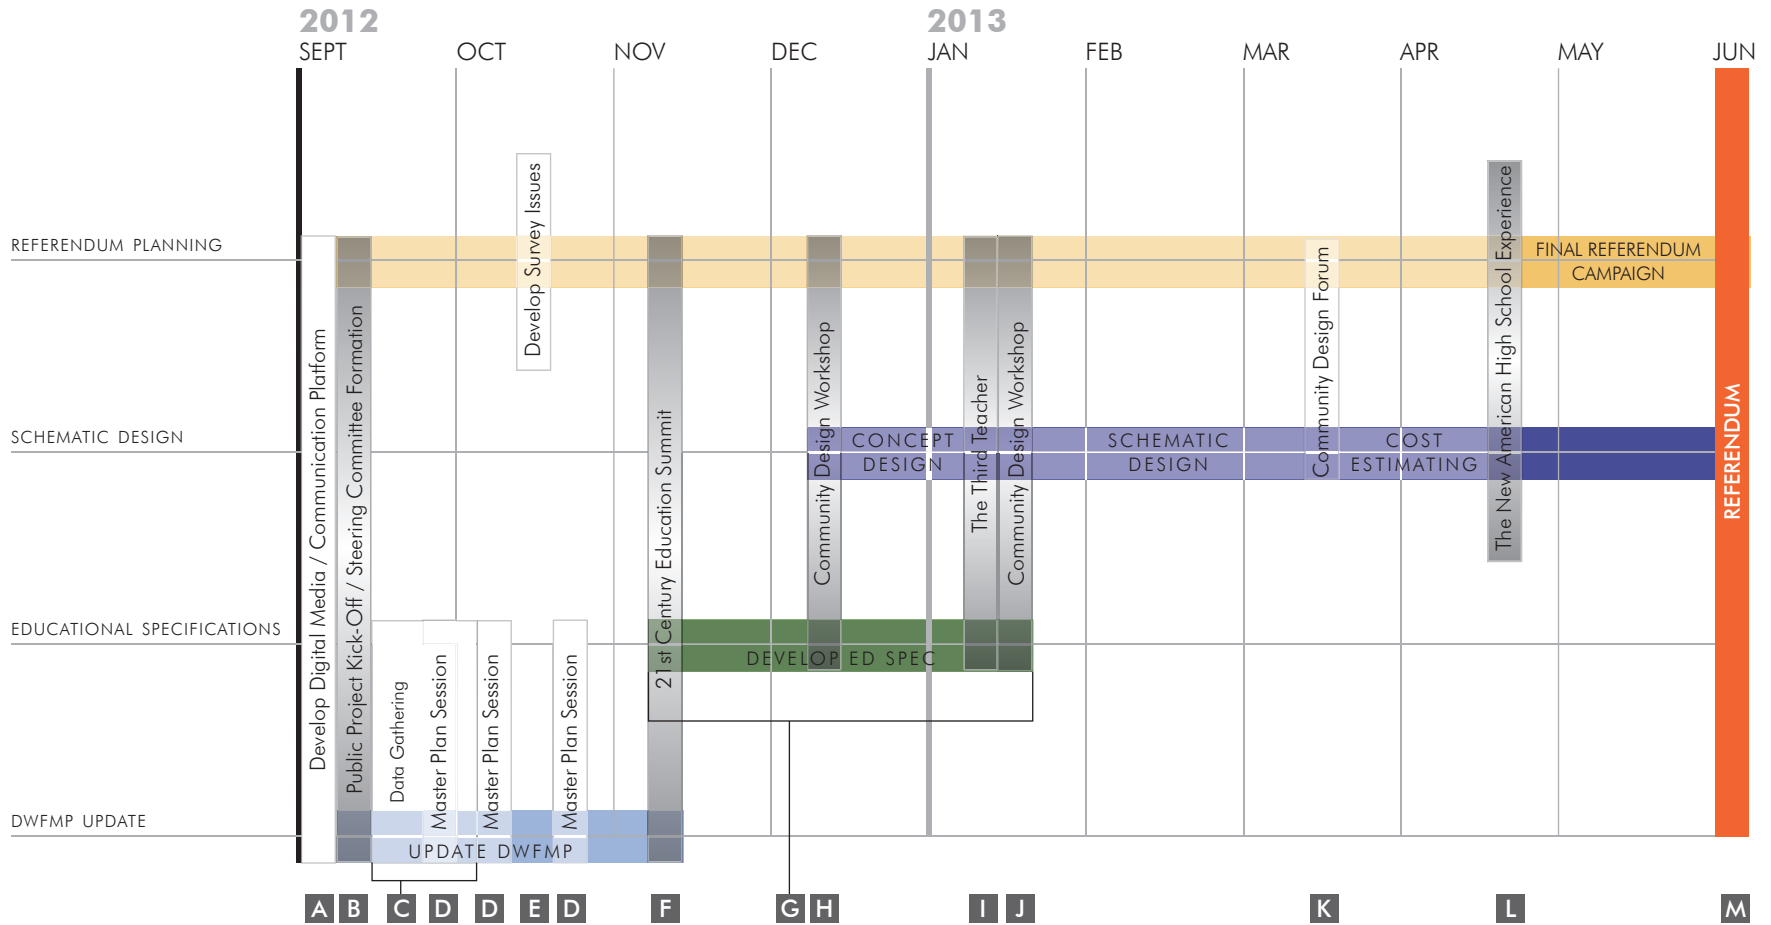 2012
2013
SEPT
OCT
NOV
DEC
JAN
FEB
MAR
APR
MAY
JUN
REFERENDUM PLANNING
SCHEMATIC DESIGN
EDUCATIONAL SPECIFICATIONS
DWFMP UPDATE
Develop Digital Media / Communication Platform
Public Project Kick-Off / Steering Committee Formation
Data Gathering
Master Plan Session
Master Plan Session
Develop Survey Issues
Master Plan Session
21st Century Education Summit
Community Design Workshop
The Third Teacher
Community Design Workshop
Community Design Forum
The New American High School Experience
FINAL REFERENDUM
CAMPAIGN
CONCEPT
DESIGN
SCHEMATIC
DESIGN
COST
ESTIMATING
DEVELOP ED SPEC
UPDATE DWFMP
REFERENDUM
A
B
C
D
D
E
D
F
G
H
I
J
K
L
M